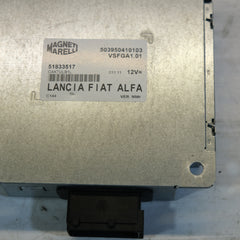 MAGNETI
MARELLI
503950410103
VSFGA1.01
51833517
12V
LANCIA FIAT ALFA